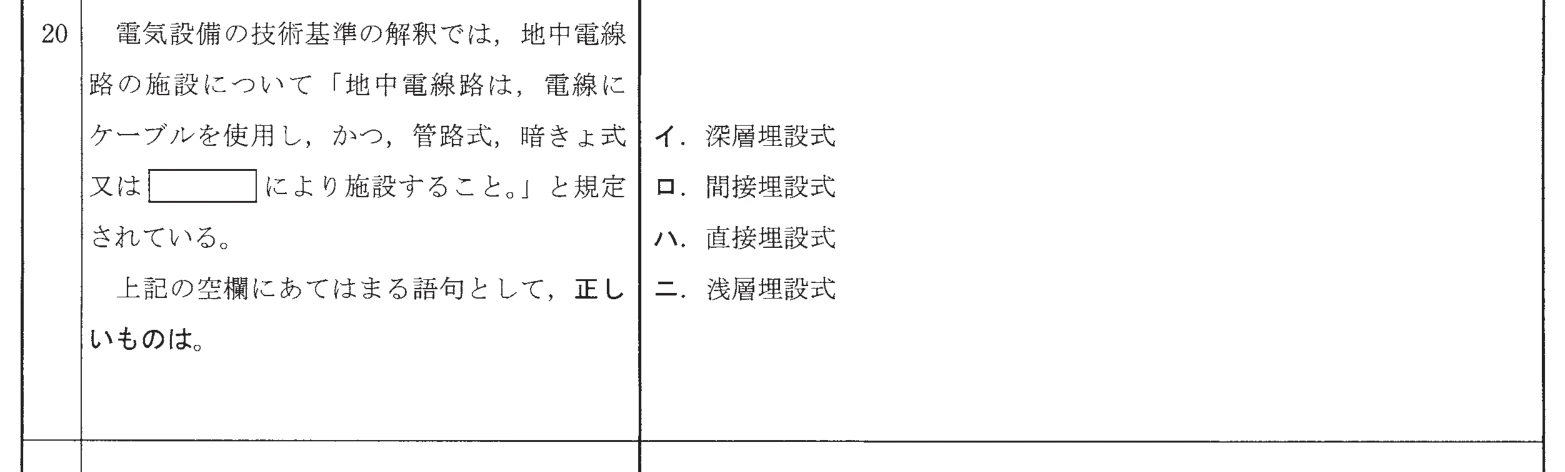 20 電気設備の技術基準の解釈では，地中電線
路の施設について「地中電線路は，電線に
ケーブルを使用し，かつ，管路式，暗きょ式
又は　　　　により施設すること。」と規定
されている。
上記の空欄にあてはまる語句として，正し
いものは。
イ．深層埋設式
ロ．間接埋設式
ハ．直接埋設式
ニ．浅層埋設式